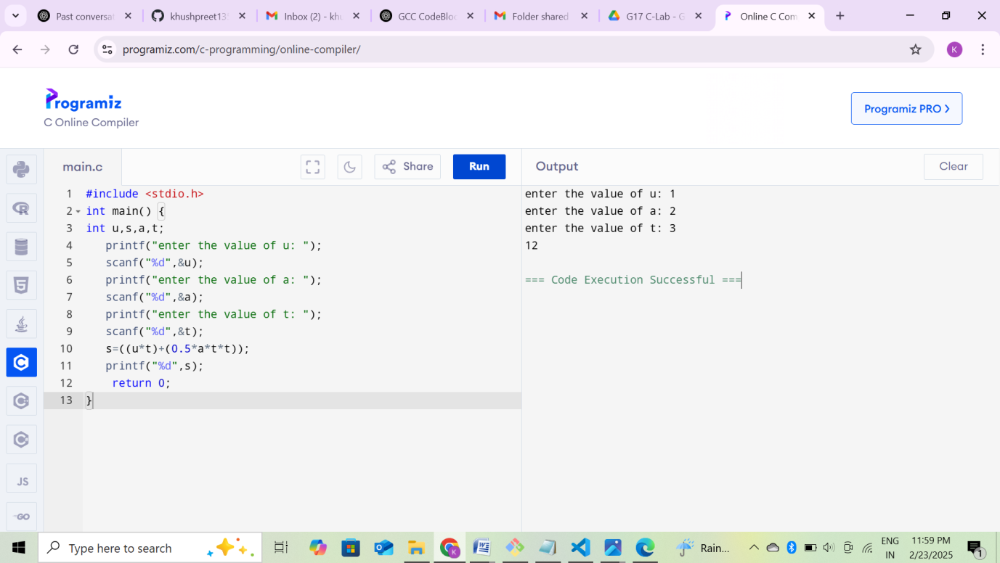 Past conversat
khushpreet13
Inbox (2) - khu
GCC CodeBloc
Folder shared
G17 C-Lab - G
Online C Com
programiz.com/c-programming/online-compiler/
K
Programiz
C Online Compiler
Programiz PRO
main.c
Share
Run
Output
Clear
1 #include <stdio.h>
2 int main() {
3 int u,s,a,t;
4 printf("enter the value of u: ");
5 scanf("%d",&u);
6 printf("enter the value of a: ");
7 scanf("%d",&a);
8 printf("enter the value of t: ");
9 scanf("%d",&t);
10 s=((u*t)+(0.5*a*t*t));
11 printf("%d",s);
12 return 0;
13 }
enter the value of u: 1
enter the value of a: 2
enter the value of t: 3
12
=== Code Execution Successful ===
R
5
C
C
C
JS
GO
Type here to search
K
W
Rain...
ENG
IN
11:59 PM
2/23/2025
1